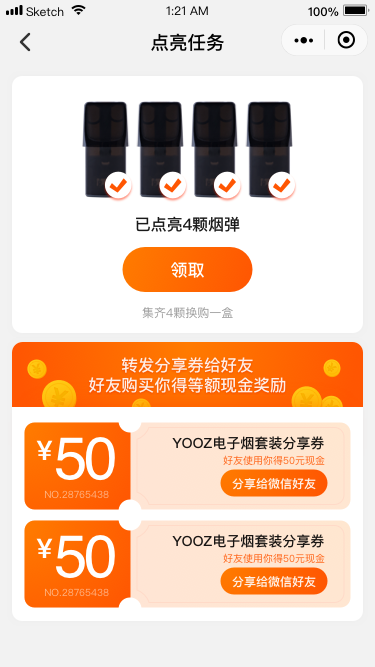 Sketch
1:21 AM
100%
点亮任务
已点亮4颗烟弹
领取
集齐4颗换购一盒
转发分享券给好友
好友购买你得等额现金奖励
¥50
NO.28765438
YOOZ电子烟套装分享券
好友使用你得50元现金
分享给微信好友
¥50
NO.28765438
YOOZ电子烟套装分享券
好友使用你得50元现金
分享给微信好友